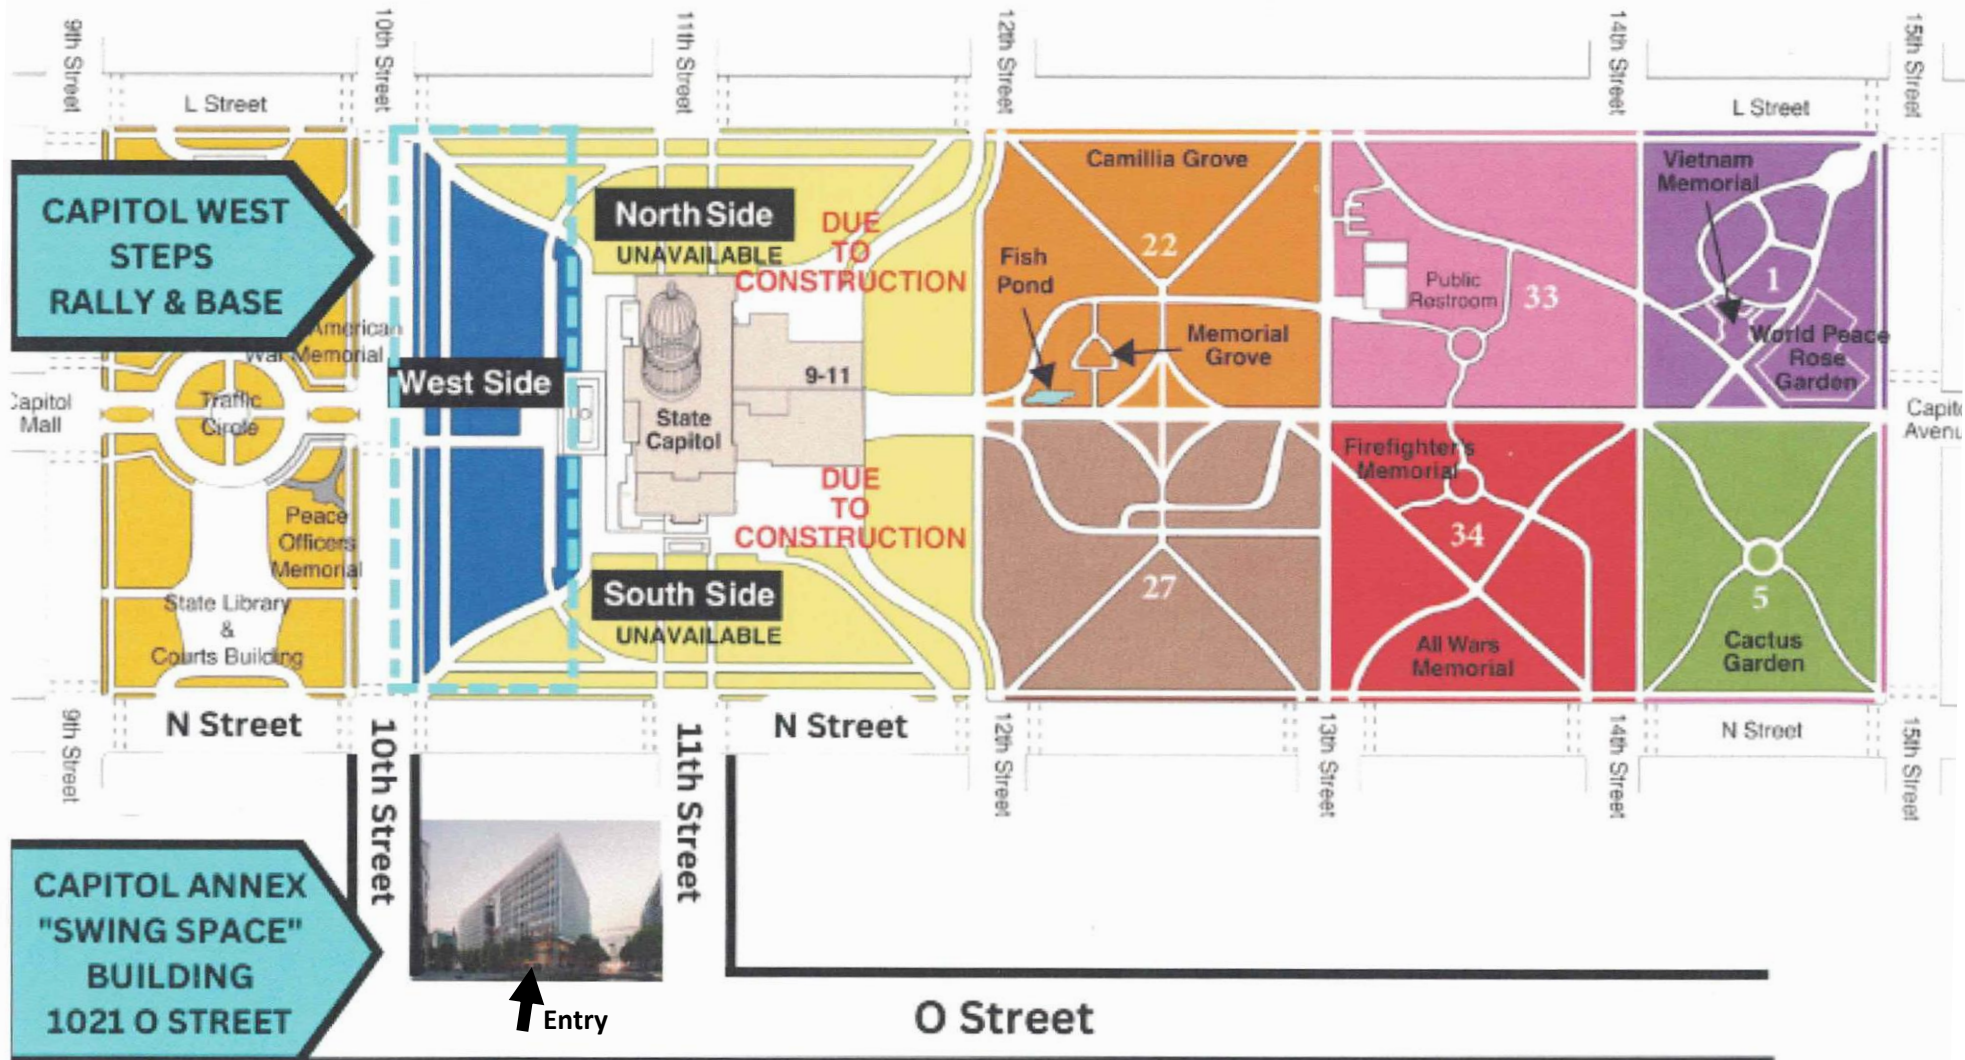 9th Street
10th Street
11th Street
12th Street
14th Street
15th Street
L Street
L Street
CAPITOL WEST
STEPS
RALLY & BASE
American
War Memorial
Capitol
Mall
Traffic
Circle
Peace
Officers
Memorial
State Library
&
Courts Building
North Side
UNAVAILABLE
DUE
TO
CONSTRUCTION
West Side
9-11
State
Capitol
DUE
TO
CONSTRUCTION
South Side
UNAVAILABLE
Camillia Grove
22
Fish
Pond
Memorial
Grove
27
Public
Restroom
33
Firefighter's
Memorial
34
All Wars
Memorial
Vietnam
Memorial
1
World Peace
Rose
Garden
5
Cactus
Garden
N Street
N Street
N Street
9th Street
10th Street
11th Street
12th Street
13th Street
14th Street
15th Street
CAPITOL ANNEX
"SWING SPACE"
BUILDING
1021 O STREET
Entry
O Street